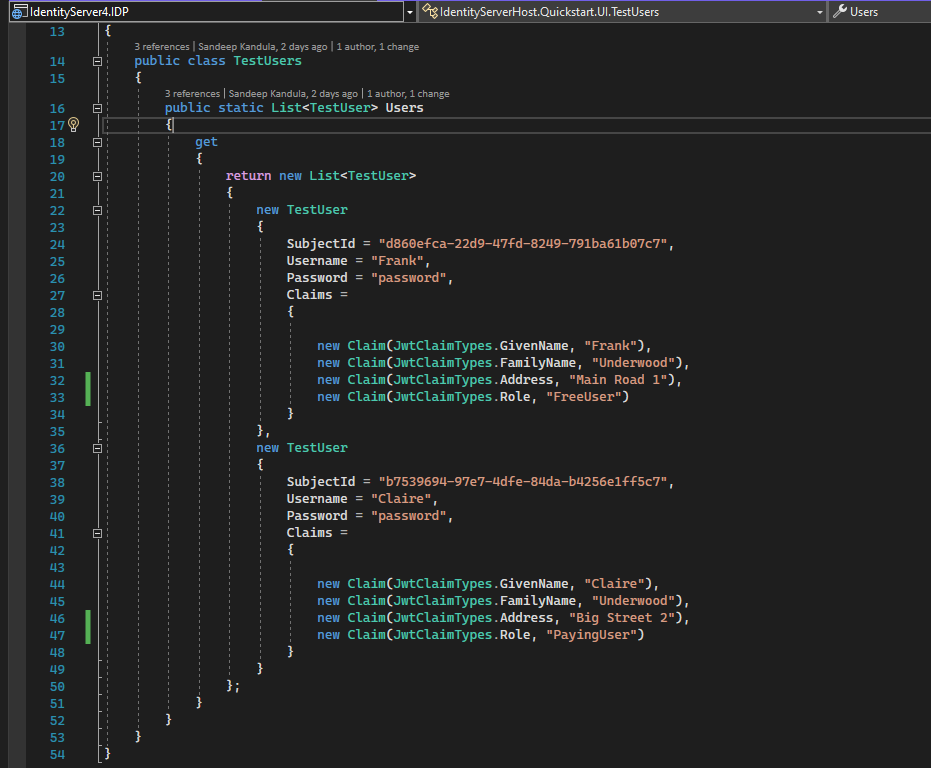 IdentityServer4.IDP IdentityServerHost.Quickstart.UI.TestUsers Users
13 {
3 references | Sandeep Kandula, 2 days ago | 1 author, 1 change
14 public class TestUsers
15 {
3 references | Sandeep Kandula, 2 days ago | 1 author, 1 change
16 public static List<TestUser> Users
17 {
18 get
19 {
20 return new List<TestUser>
21 {
22 new TestUser
23 {
24 SubjectId = "d860efca-22d9-47fd-8249-791ba61b07c7",
25 Username = "Frank",
26 Password = "password",
27 Claims =
28 {
29
30 new Claim(JwtClaimTypes.GivenName, "Frank"),
31 new Claim(JwtClaimTypes.FamilyName, "Underwood"),
32 new Claim(JwtClaimTypes.Address, "Main Road 1"),
33 new Claim(JwtClaimTypes.Role, "FreeUser")
34 }
35 },
36 new TestUser
37 {
38 SubjectId = "b7539694-97e7-4dfe-84da-b4256e1ff5c7",
39 Username = "Claire",
40 Password = "password",
41 Claims =
42 {
43
44 new Claim(JwtClaimTypes.GivenName, "Claire"),
45 new Claim(JwtClaimTypes.FamilyName, "Underwood"),
46 new Claim(JwtClaimTypes.Address, "Big Street 2"),
47 new Claim(JwtClaimTypes.Role, "PayingUser")
48 }
49 }
50 };
51 }
52 }
53 }
54 }